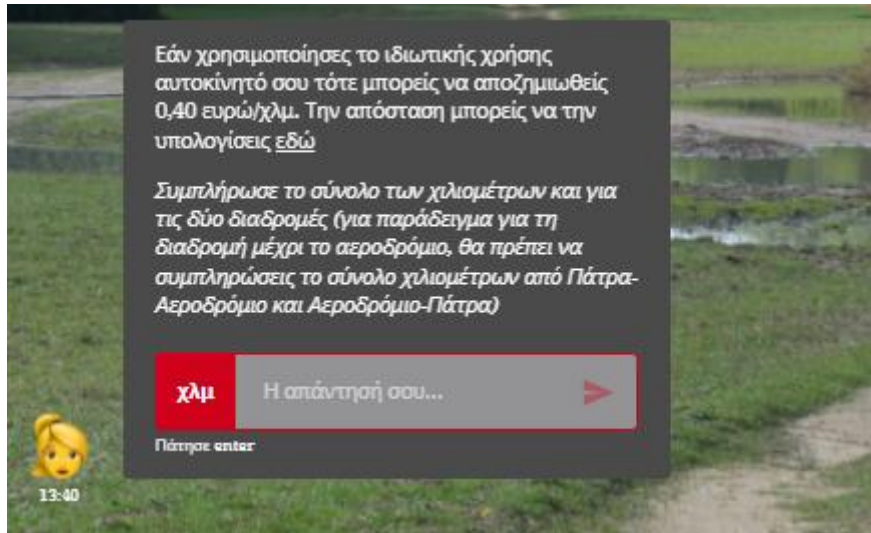 Εάν χρησιμοποίησες το ιδιωτικής χρήσης
αυτοκίνητό σου τότε μπορείς να αποζημιωθείς
0,40 ευρώ/χλμ. Την απόσταση μπορείς να την
υπολογίσεις εδώ
Συμπλήρωσε το σύνολο των χιλιομέτρων και για
τις δύο διαδρομές (για παράδειγμα για τη
διαδρομή μέχρι το αεροδρόμιο, θα πρέπει να
συμπληρώσεις το σύνολο χιλιομέτρων από Πάτρα-
Αεροδρόμιο και Αεροδρόμιο-Πάτρα)
χλμ Η απάντησή σου...
Πάτησε enter
13:40